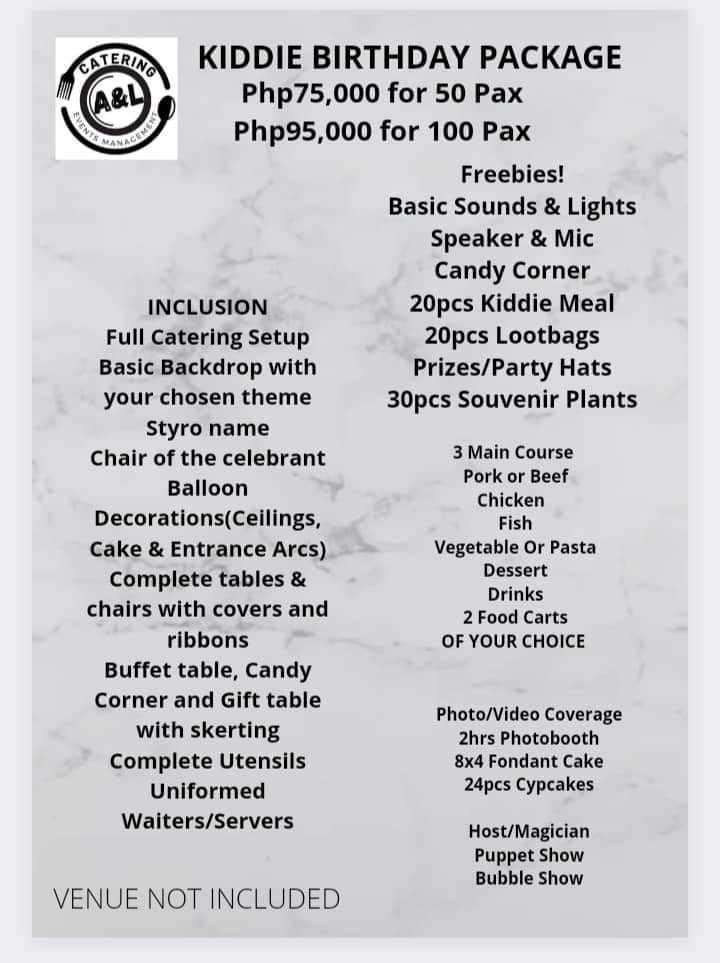 CATERING
A&L
EVENTS MANAGEMENT
KIDDIE BIRTHDAY PACKAGE
Php75,000 for 50 Pax
Php95,000 for 100 Pax
Freebies!
Basic Sounds & Lights
Speaker & Mic
Candy Corner
20pcs Kiddie Meal
20pcs Lootbags
Prizes/Party Hats
30pcs Souvenir Plants
INCLUSION
Full Catering Setup
Basic Backdrop with
your chosen theme
Styro name
Chair of the celebrant
Balloon
Decorations(Ceilings,
Cake & Entrance Arcs)
Complete tables &
chairs with covers and
ribbons
Buffet table, Candy
Corner and Gift table
with skerting
Complete Utensils
Uniformed
Waiters/Servers
3 Main Course
Pork or Beef
Chicken
Fish
Vegetable Or Pasta
Dessert
Drinks
2 Food Carts
OF YOUR CHOICE
Photo/Video Coverage
2hrs Photobooth
8x4 Fondant Cake
24pcs Cypcakes
Host/Magician
Puppet Show
Bubble Show
VENUE NOT INCLUDED